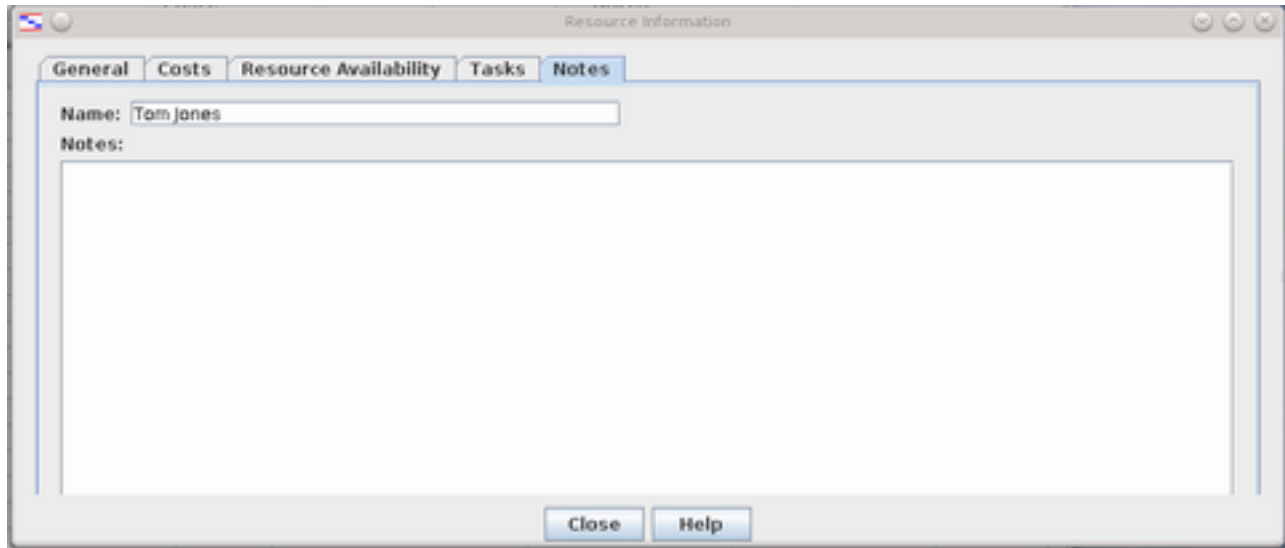 Resource Information
General Costs Resource Availability Tasks Notes
Name: Tom Jones
Notes:
Close Help